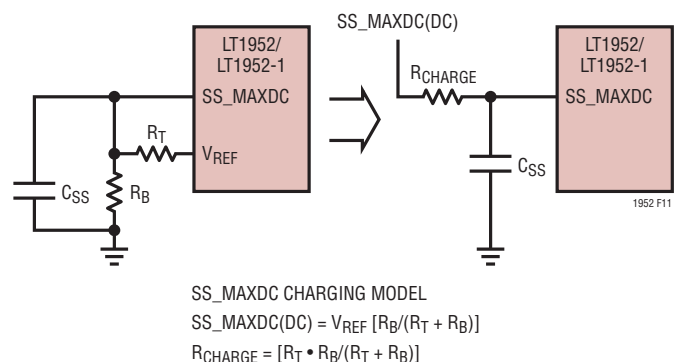 SS_MAXDC(DC)
LT1952/
LT1952-1
SS_MAXDC
R_T
V_REF
C_SS
R_B
R_CHARGE
LT1952/
LT1952-1
SS_MAXDC
C_SS
1952 F11
SS_MAXDC CHARGING MODEL
SS_MAXDC(DC) = V_REF [R_B/(R_T + R_B)]
R_CHARGE = [R_T • R_B/(R_T + R_B)]